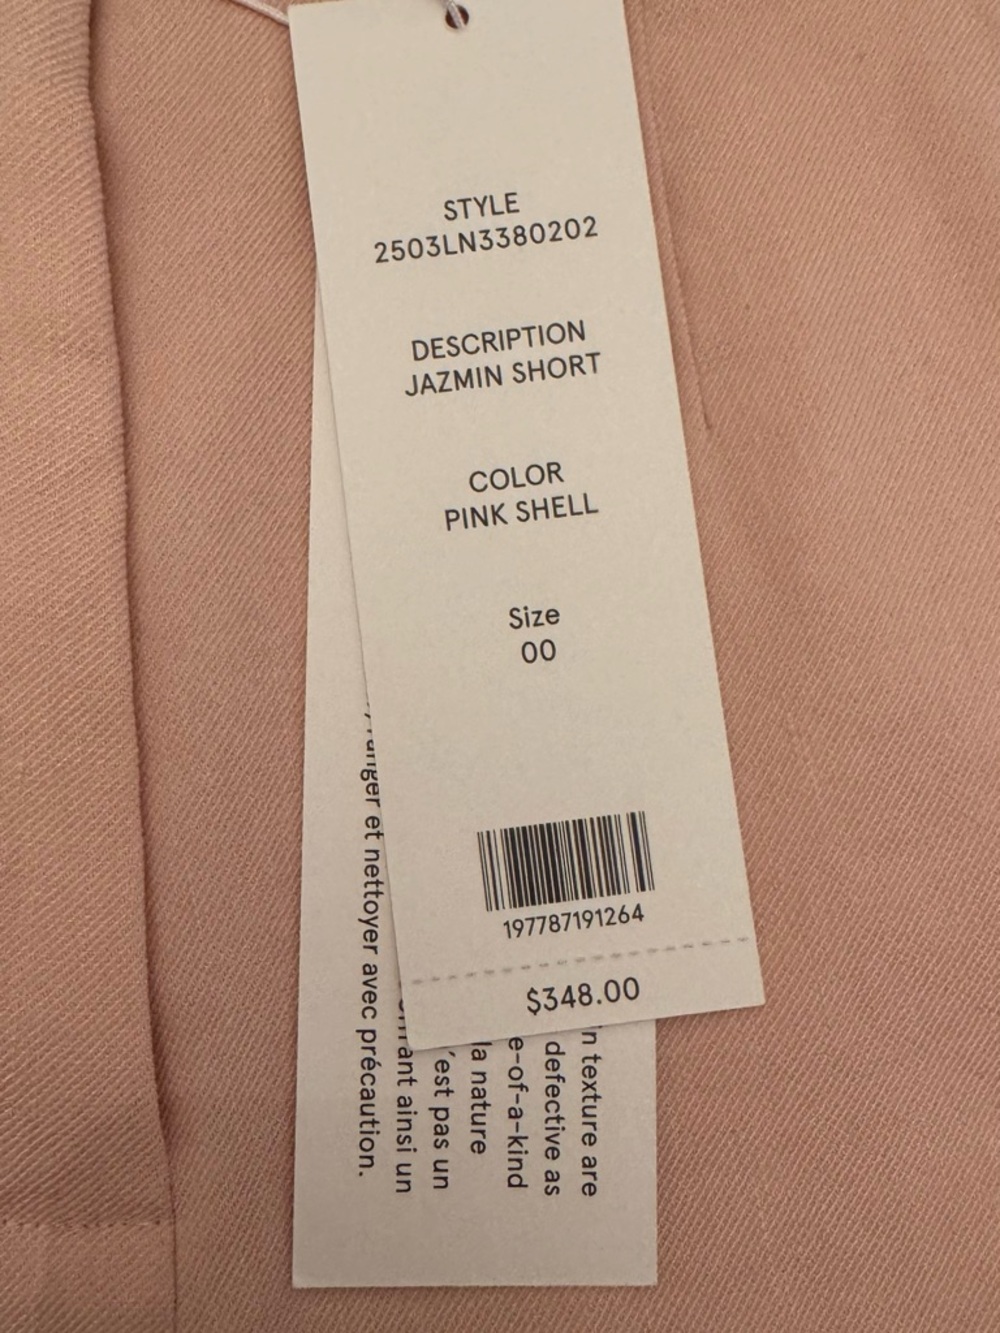 STYLE
2503LN3380202
DESCRIPTION
JAZMIN SHORT
COLOR
PINK SHELL
Size
00
197787191264
$348.00
in texture are
defective as
e-of-a-kind
la nature
'est pas un
ant ainsi un
ranger et nettoyer avec précaution.